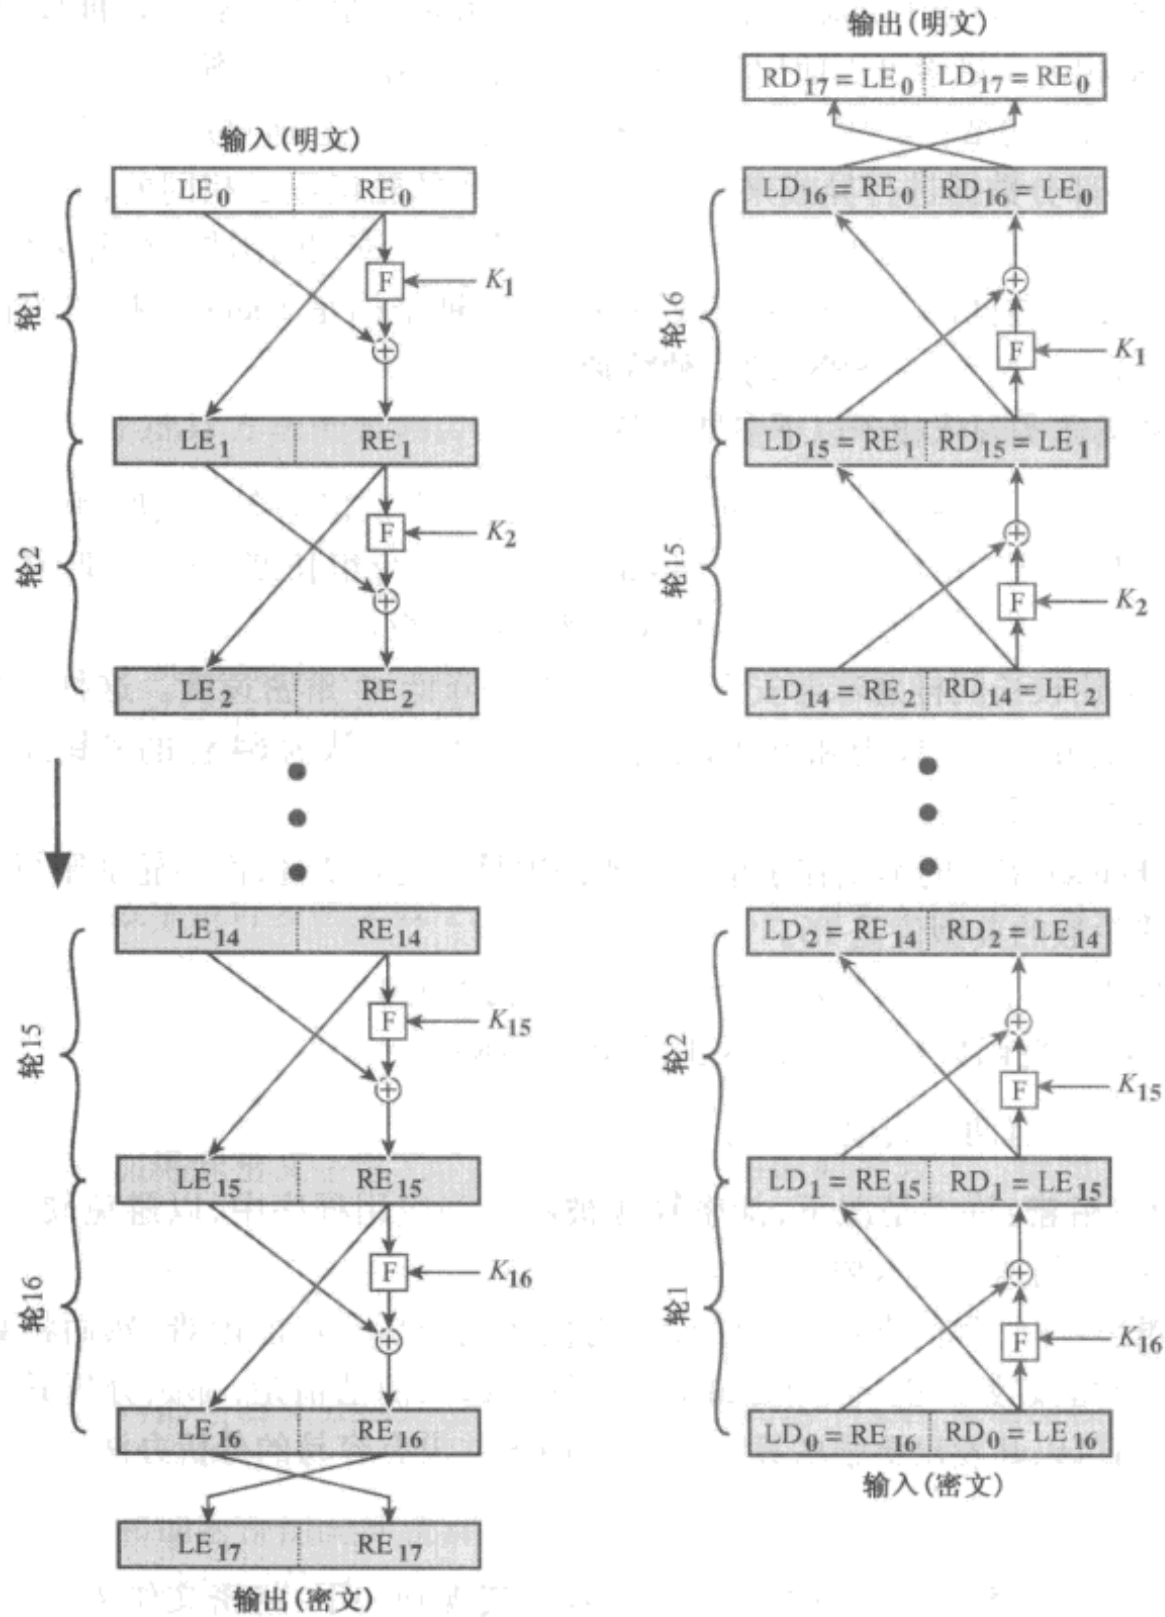 输入(明文)
LE0 RE0
轮1
F
K1
LE1 RE1
轮2
F
K2
LE2 RE2
LE14 RE14
轮15
F
K15
LE15 RE15
轮16
F
K16
LE16 RE16
LE17 RE17
输出(密文)
输出(明文)
RD17 = LE0 LD17 = RE0
LD16 = RE0 RD16 = LE0
轮16
F
K1
LD15 = RE1 RD15 = LE1
轮15
F
K2
LD14 = RE2 RD14 = LE2
LD2 = RE14 RD2 = LE14
轮2
F
K15
LD1 = RE15 RD1 = LE15
轮1
F
K16
LD0 = RE16 RD0 = LE16
输入(密文)